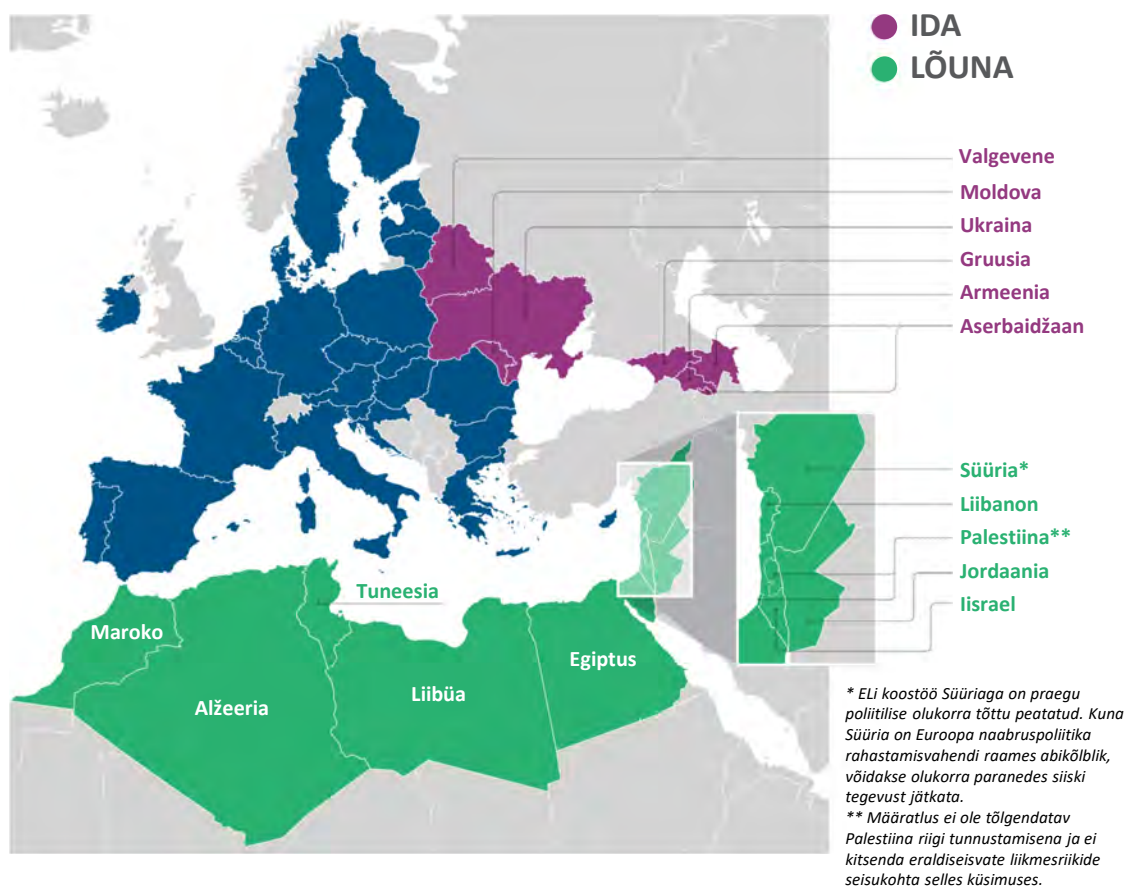 IDA
LÕUNA
Valgevene
Moldova
Ukraina
Gruusia
Armeenia
Aserbaidžaan
Süüria*
Liibanon
Palestiina**
Jordaania
Iisrael
Tuneesia
Maroko
Alžeeria
Liibüa
Egiptus
* ELi koostöö Süüriaga on praegu
poliitilise olukorra tõttu peatatud. Kuna
Süüria on Euroopa naabruspoliitika
rahastamisvahendi raames abikõlblik,
võidakse olukorra paranedes siiski
tegevust jätkata.
** Määratlus ei ole tõlgendatav
Palestiina riigi tunnustamisena ja ei
kitsenda eraldiseisvate liikmesriikide
seisukohta selles küsimuses.